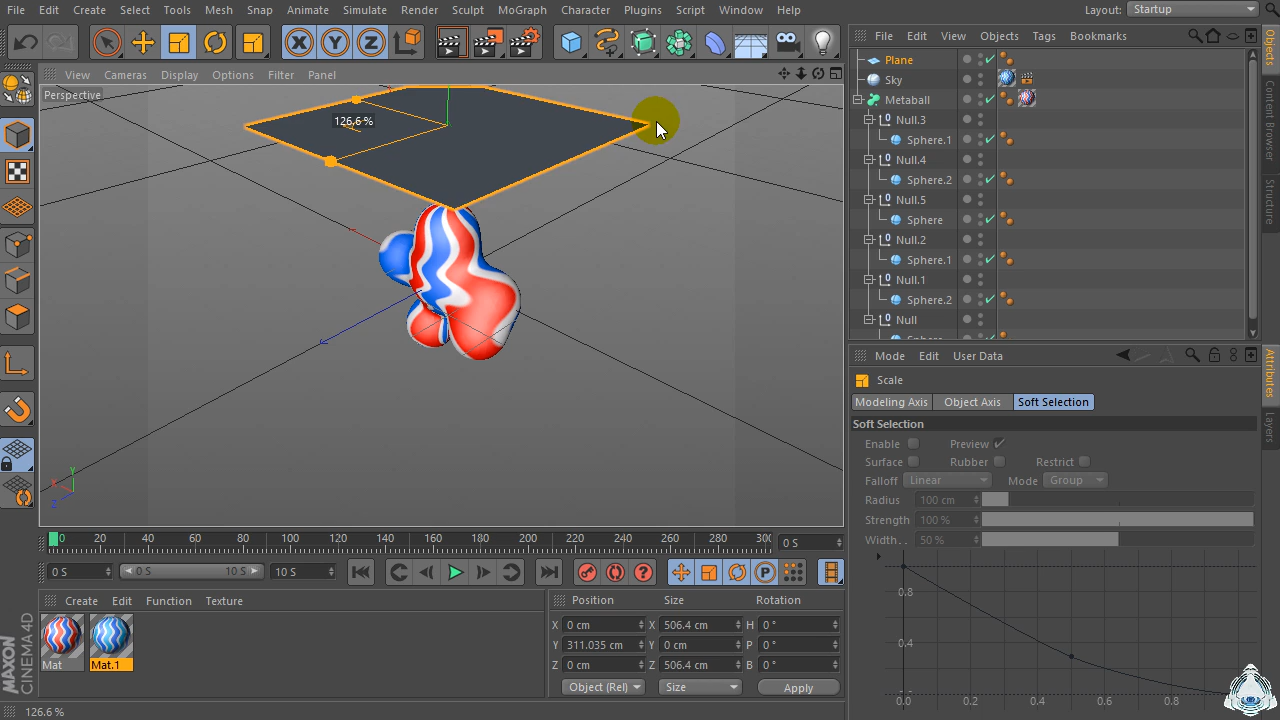 File Edit Create Select Tools Mesh Snap Animate Simulate Render Sculpt MoGraph Character Plugins Script Window Help Layout: Startup
File Edit View Objects Tags Bookmarks
View Cameras Display Options Filter Panel
Perspective
126.6 %
Plane
Sky
Metaball
Null.3
Sphere.1
Null.4
Sphere.2
Null.5
Sphere
Null.2
Sphere.1
Null.1
Sphere.2
Null
Objects
Content Browser
Structure
Mode Edit User Data
Scale
Modeling Axis Object Axis Soft Selection
Soft Selection
Enable Preview
Surface Rubber Restrict
Falloff Linear Mode Group
Radius 100 cm
Strength 100 %
Width . . 50 %
0.8
0.4
0.0 0.2 0.4 0.6 0.8
Attributes
Layers
Y
X
Z
0 20 40 60 80 100 120 140 160 180 200 220 240 260 280 300 0 S
0 S 0 S 10 S 10 S
Create Edit Function Texture
Mat Mat.1
Position Size Rotation
X 0 cm X 506.4 cm H 0 °
Y 311.035 cm Y 0 cm P 0 °
Z 0 cm Z 506.4 cm B 0 °
Object (Rel) Size Apply
MAXON
CINEMA 4D
126.6 %